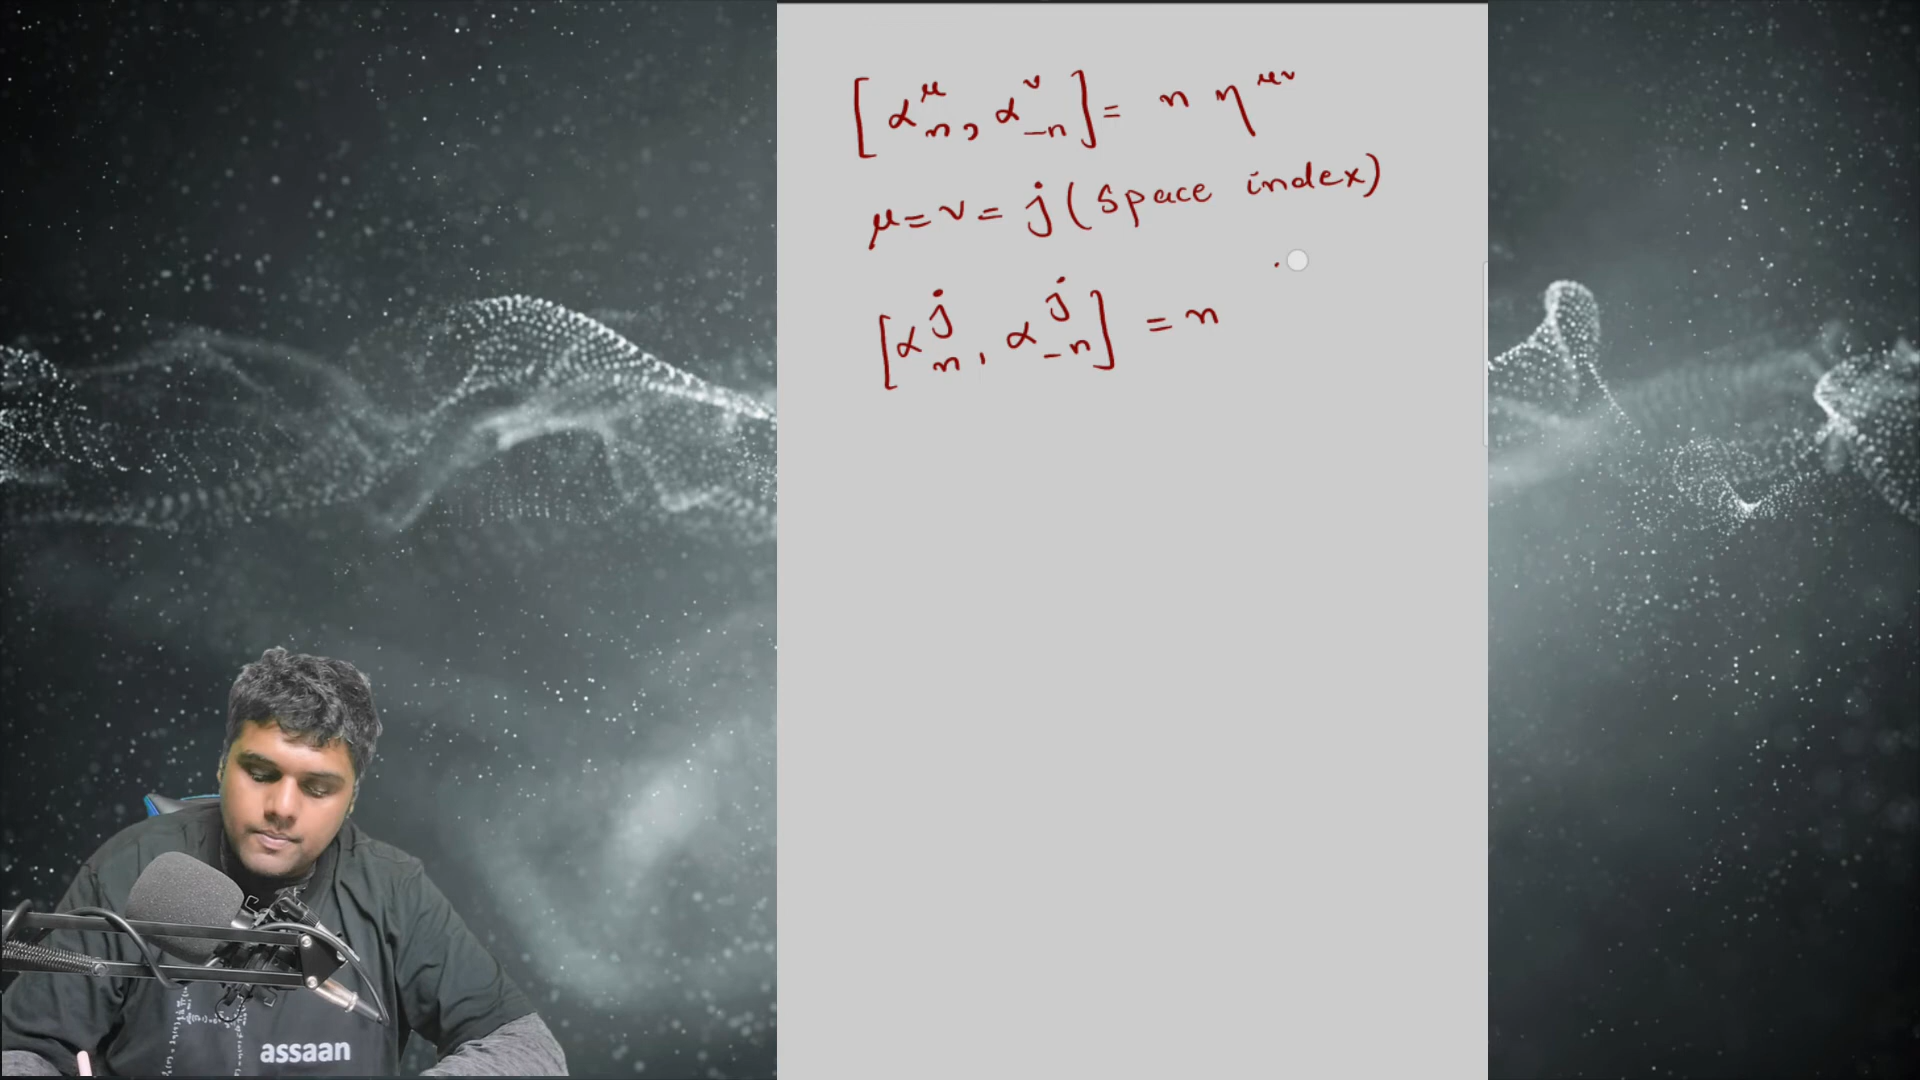 [α^μ_n, α^ν_-n] = n η^μν
μ = ν = j (Space index)
[α^j_n, α^j_-n] = n
assaan